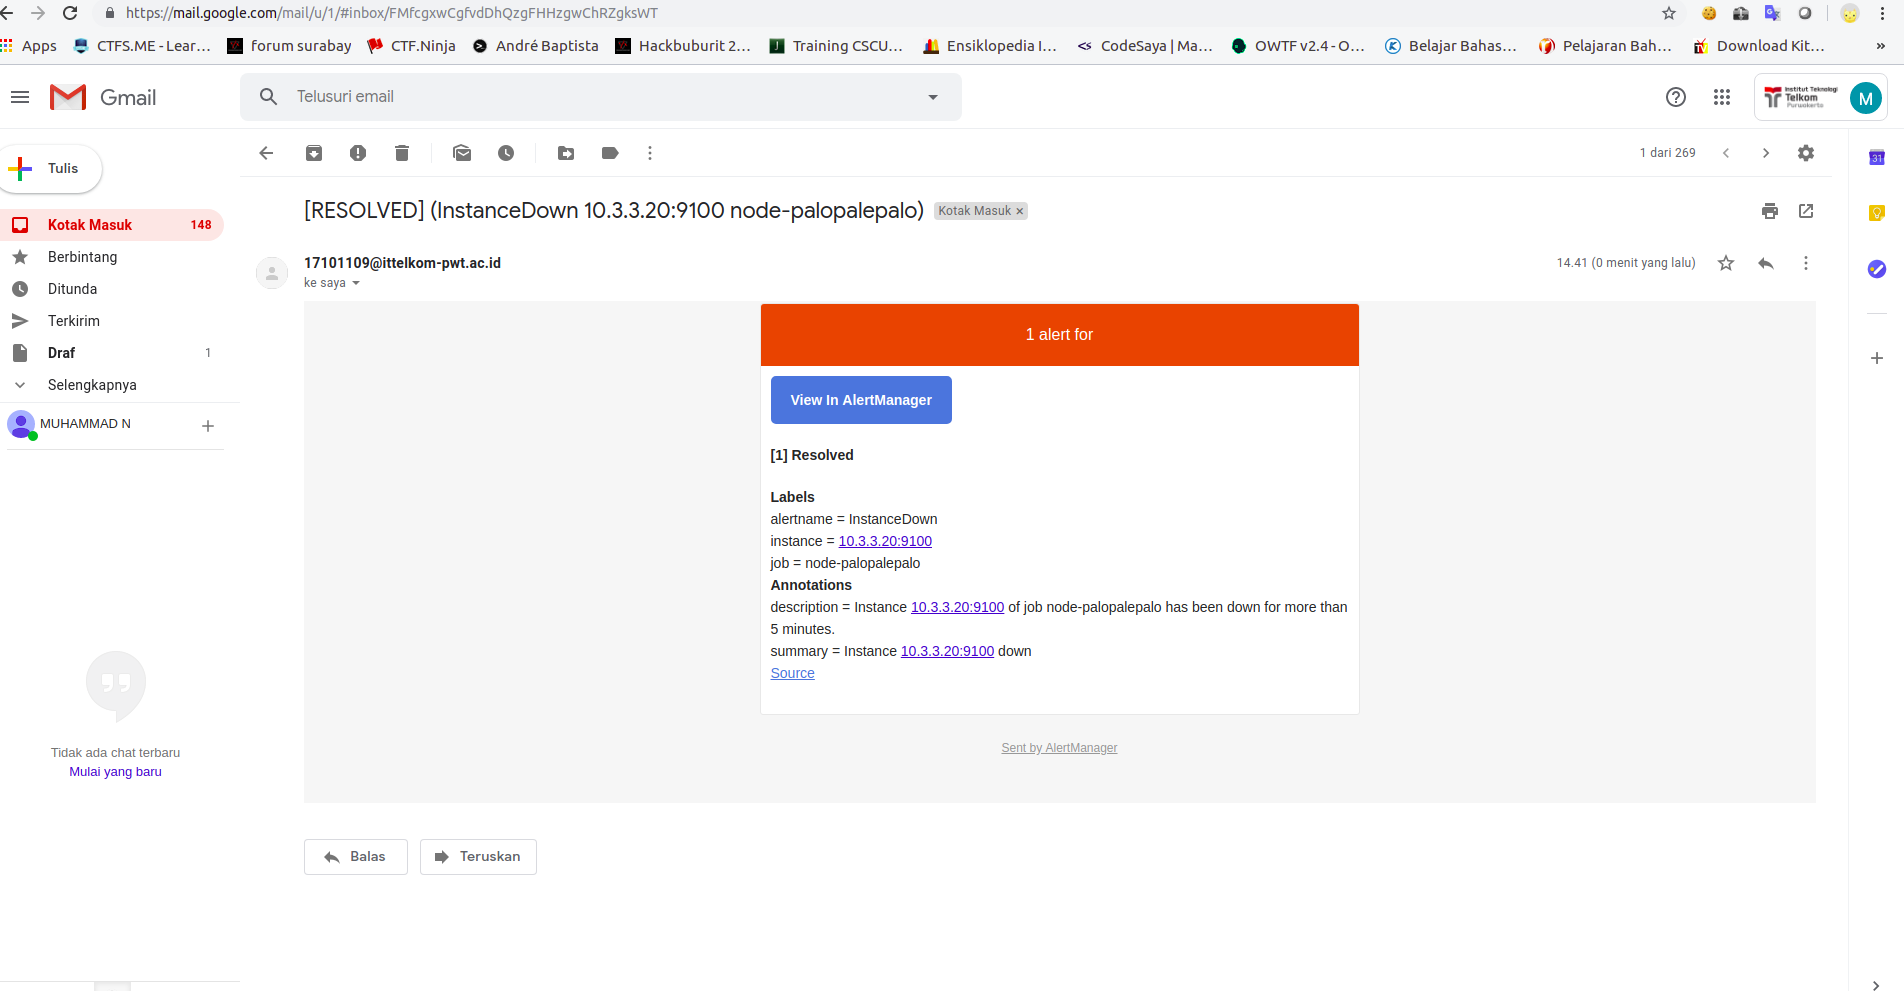 https://mail.google.com/mail/u/1/#inbox/FMfcgxwCgfvdDhQzgFHHzgwChRZgksWT
Apps CTFS.ME - Lear... forum surabay CTF.Ninja André Baptista Hackbuburit 2... Training CSCU... Ensiklopedia I... CodeSaya | Ma... OWTF v2.4 - O... Belajar Bahas... Pelajaran Bah... Download Kit... »
Gmail
Telusuri email
Institut Teknologi
Telkom
Purwokerto
M
Tulis
1 dari 269
31
Kotak Masuk 148
Berbintang
Ditunda
Terkirim
Draf 1
Selengkapnya
MUHAMMAD N
Tidak ada chat terbaru
Mulai yang baru
[RESOLVED] (InstanceDown 10.3.3.20:9100 node-palopalepalo) Kotak Masuk ×
17101109@ittelkom-pwt.ac.id
ke saya
14.41 (0 menit yang lalu)
1 alert for
View In AlertManager
[1] Resolved
Labels
alertname = InstanceDown
instance = 10.3.3.20:9100
job = node-palopalepalo
Annotations
description = Instance 10.3.3.20:9100 of job node-palopalepalo has been down for more than
5 minutes.
summary = Instance 10.3.3.20:9100 down
Source
Sent by AlertManager
Balas
Teruskan